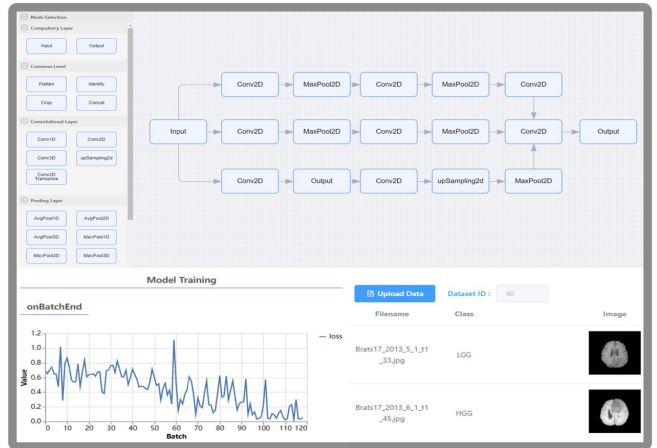 Node Selection
Compulsory Layer
Input Output
Common Level
Flatten Identity
Crop Concat
Convolutional Layer
Conv1D Conv2D
Conv3D upSampling2d
Conv2D
Transpose
Pooling Layer
AvgPool1D AvgPool2D
AvgPool3D MaxPool1D
MaxPool2D MaxPool3D
Conv2D MaxPool2D Conv2D MaxPool2D Conv2D
Input Conv2D MaxPool2D Conv2D MaxPool2D Conv2D Output
Conv2D Output Conv2D upSampling2d MaxPool2D
Model Training
onBatchEnd
1.2
1.0
0.8
0.6
0.4
0.2
0.0
Value
0 10 20 30 40 50 60 70 80 90 100 110 120
Batch
loss
Upload Data Dataset ID : 40
Filename Class Image
Brats17_2013_5_1_t1
_33.jpg
LGG
Brats17_2013_6_1_t1
_45.jpg
HGG